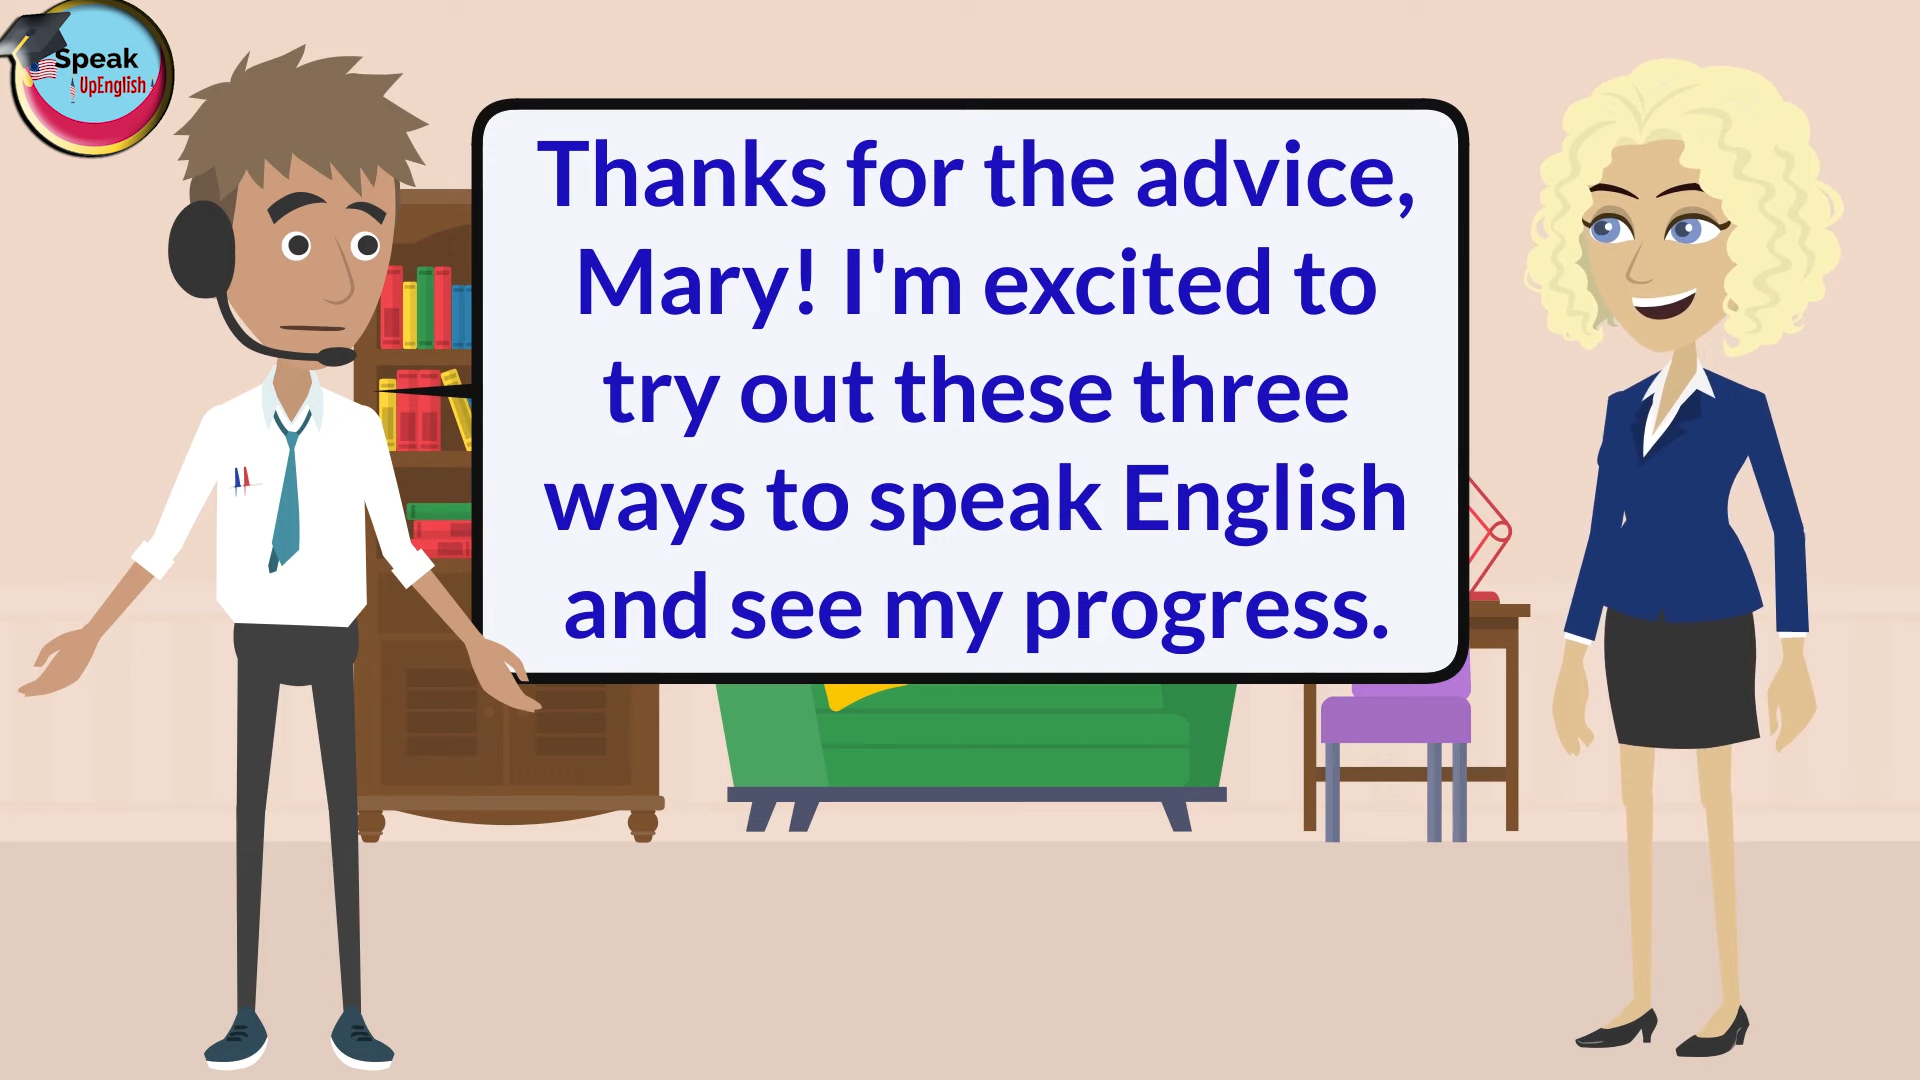 Speak
UpEnglish
Thanks for the advice,
Mary! I'm excited to
try out these three
ways to speak English
and see my progress.